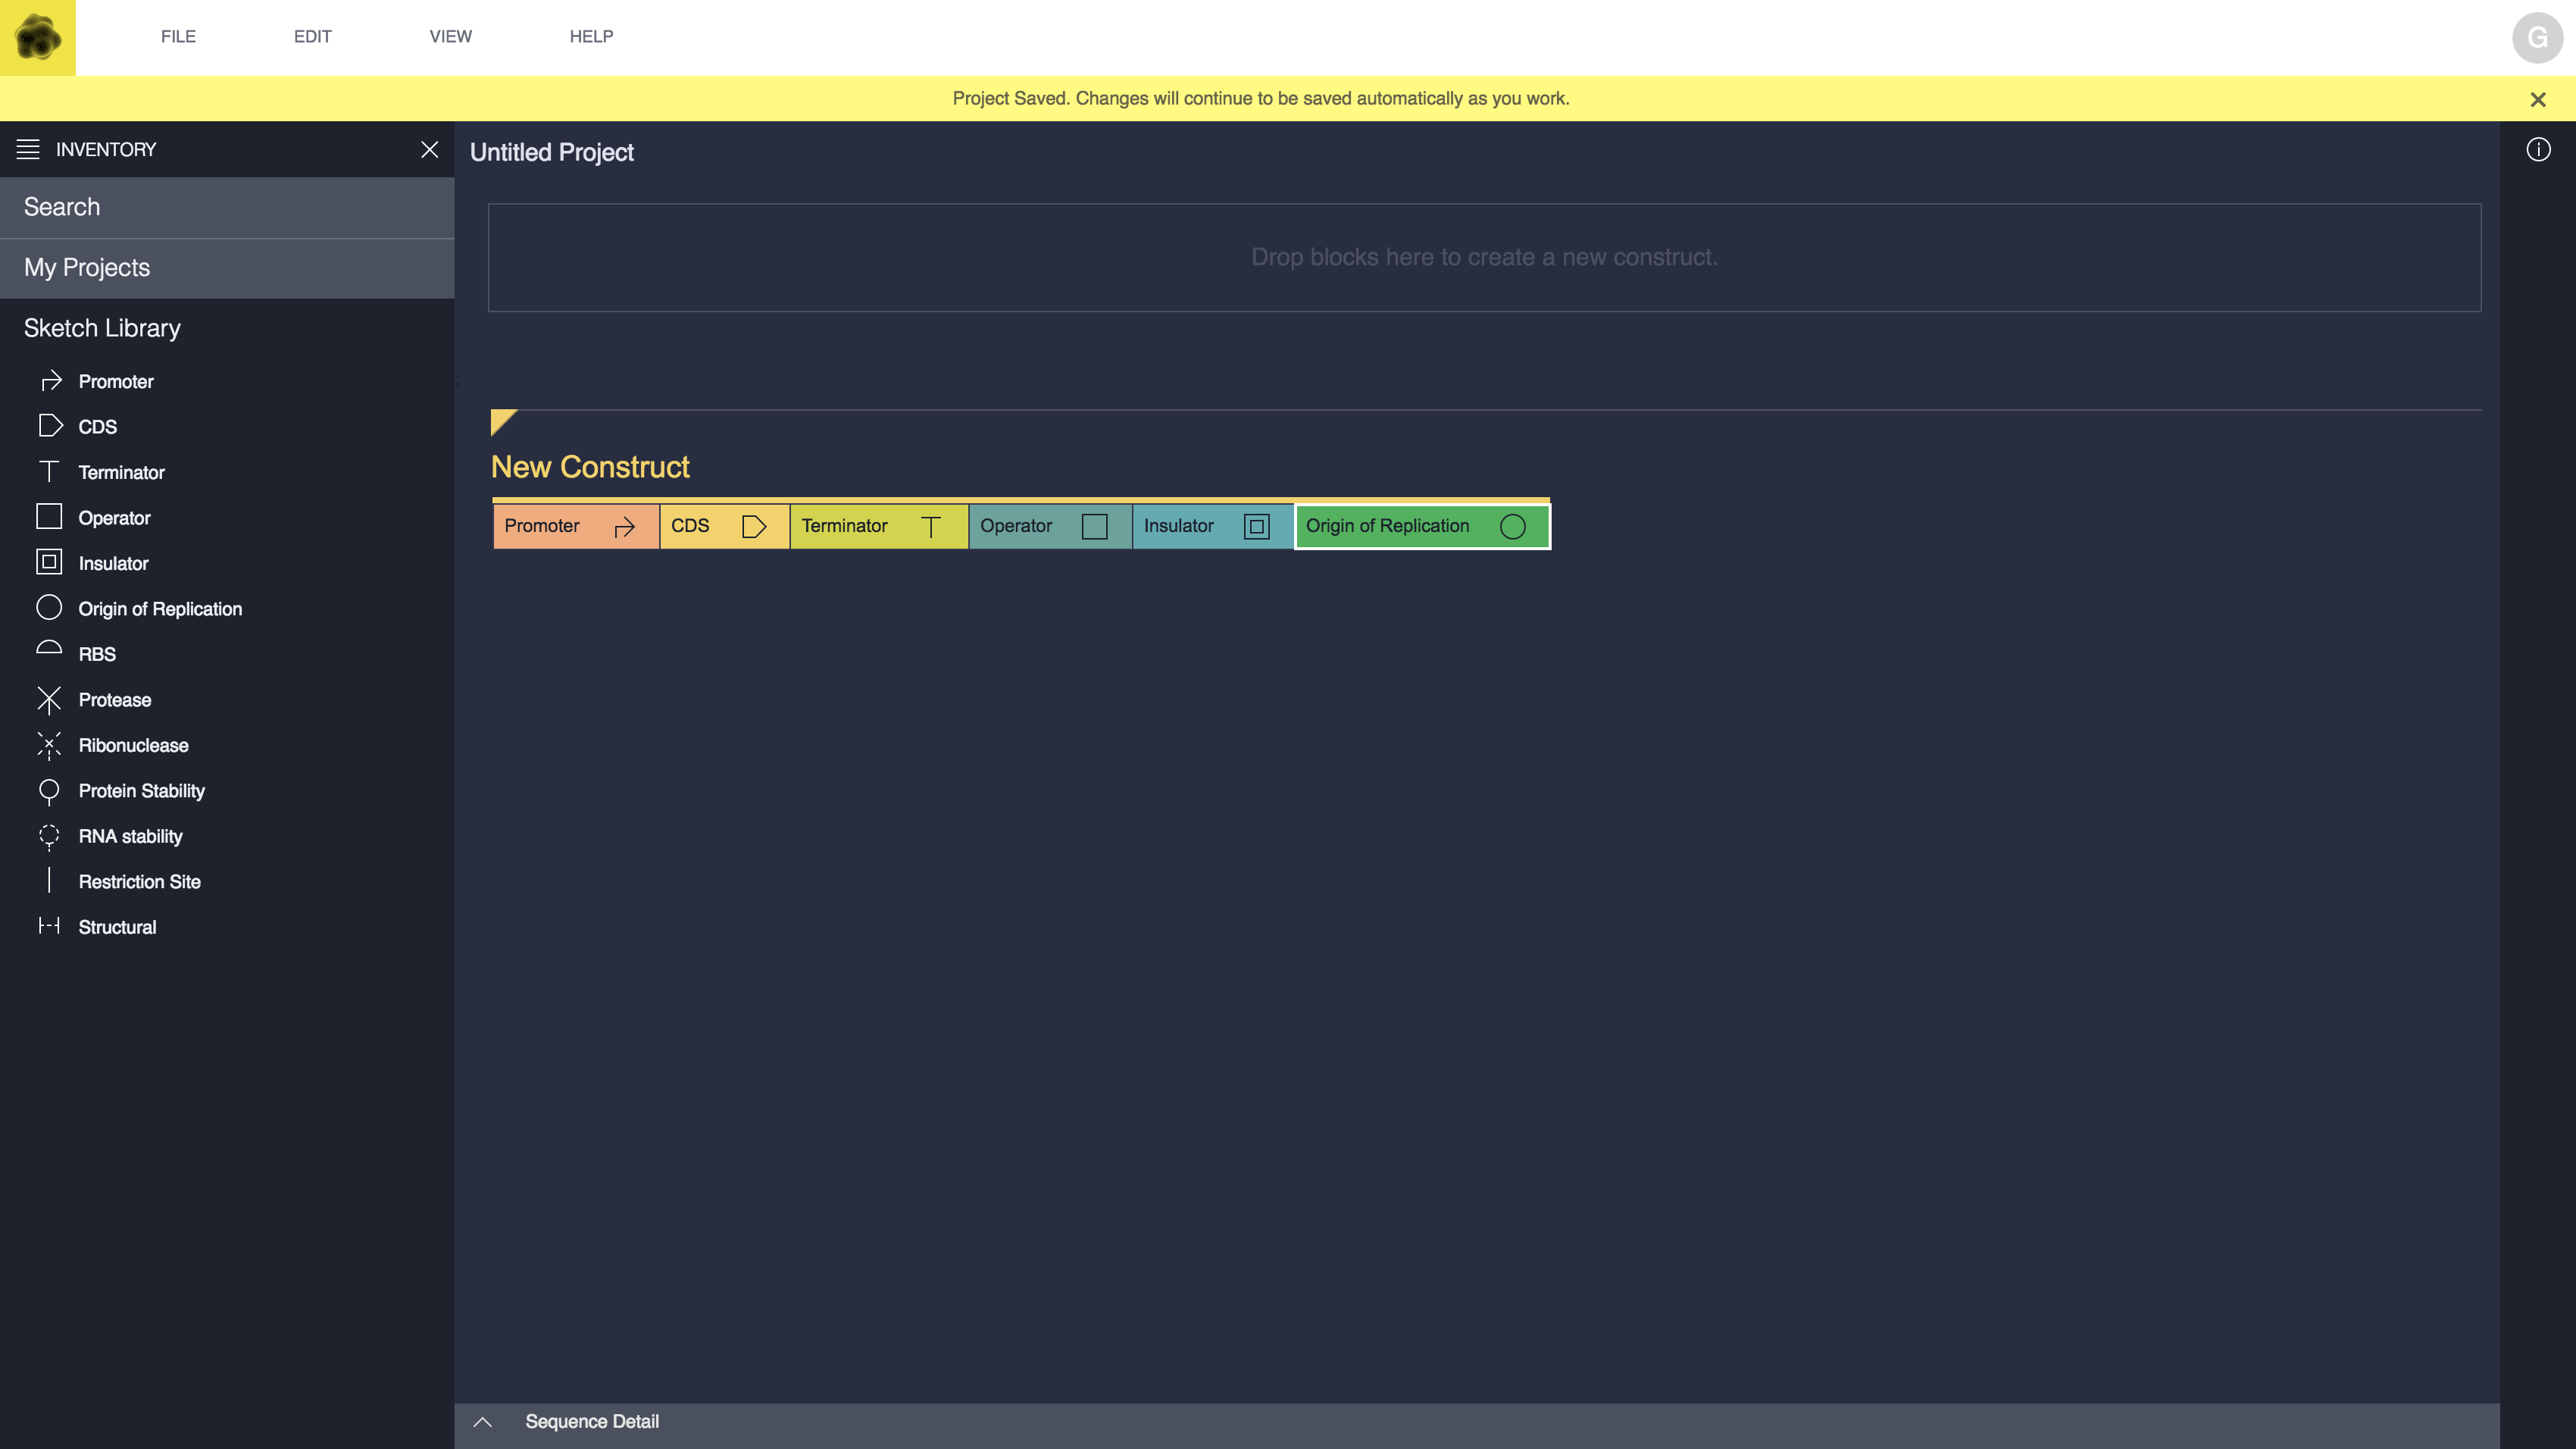 FILE EDIT VIEW HELP G
Project Saved. Changes will continue to be saved automatically as you work.
INVENTORY
Search
My Projects
Sketch Library
Promoter
CDS
Terminator
Operator
Insulator
Origin of Replication
RBS
Protease
Ribonuclease
Protein Stability
RNA stability
Restriction Site
Structural
Untitled Project
Drop blocks here to create a new construct.
New Construct
Promoter CDS Terminator Operator Insulator Origin of Replication
Sequence Detail